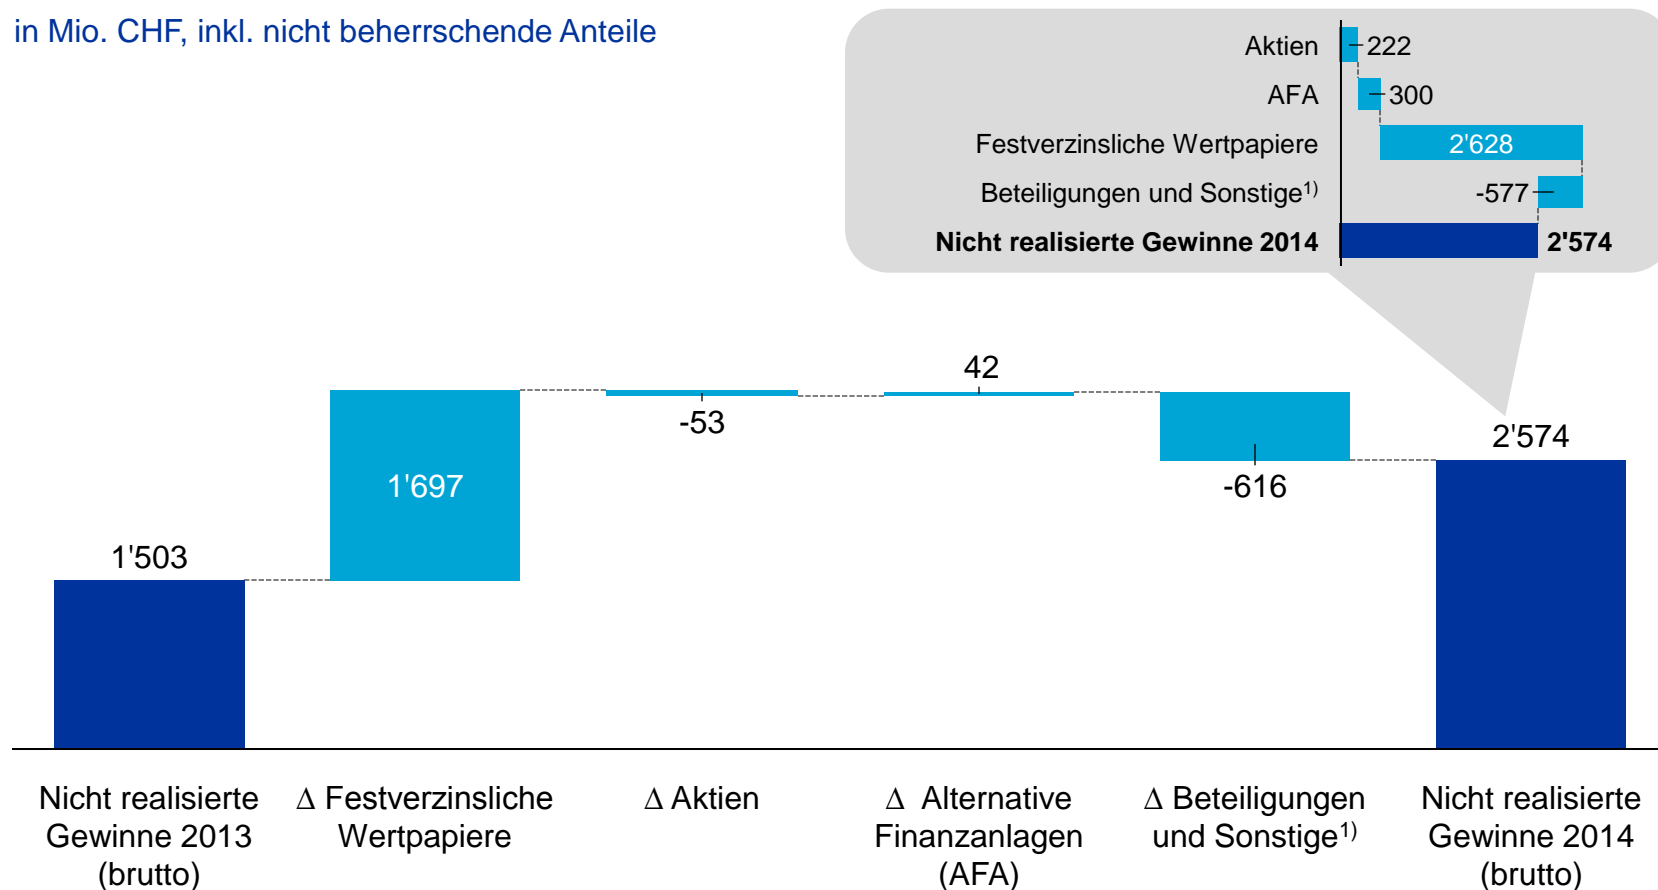 in Mio. CHF, inkl. nicht beherrschende Anteile
Aktien 222
AFA 300
Festverzinsliche Wertpapiere 2'628
Beteiligungen und Sonstige1) -577
Nicht realisierte Gewinne 2014 2'574
1'503
1'697
-53
42
-616
2'574
Nicht realisierte
Gewinne 2013
(brutto)
Δ Festverzinsliche
Wertpapiere
Δ Aktien
Δ Alternative
Finanzanlagen
(AFA)
Δ Beteiligungen
und Sonstige1)
Nicht realisierte
Gewinne 2014
(brutto)